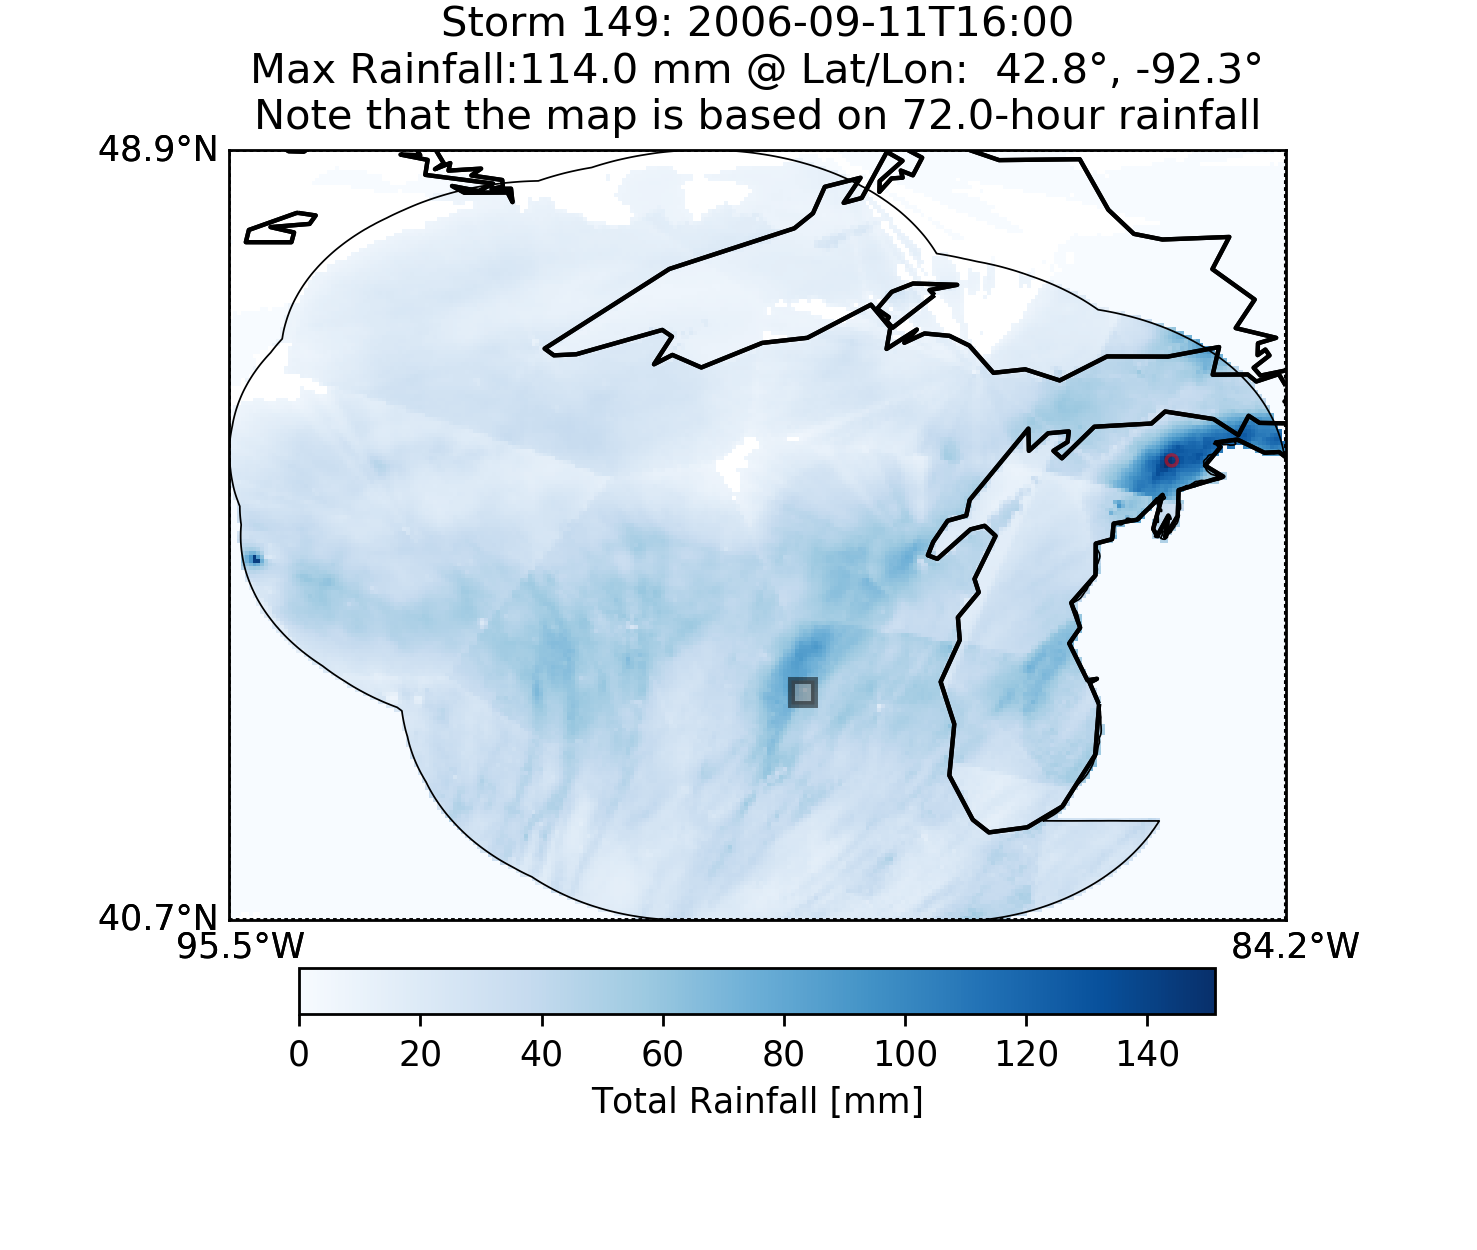 Storm 149: 2006-09-11T16:00
Max Rainfall:114.0 mm @ Lat/Lon:  42.8°, -92.3°
Note that the map is based on 72.0-hour rainfall
48.9°N
40.7°N
95.5°W 84.2°W
0 20 40 60 80 100 120 140
Total Rainfall [mm]